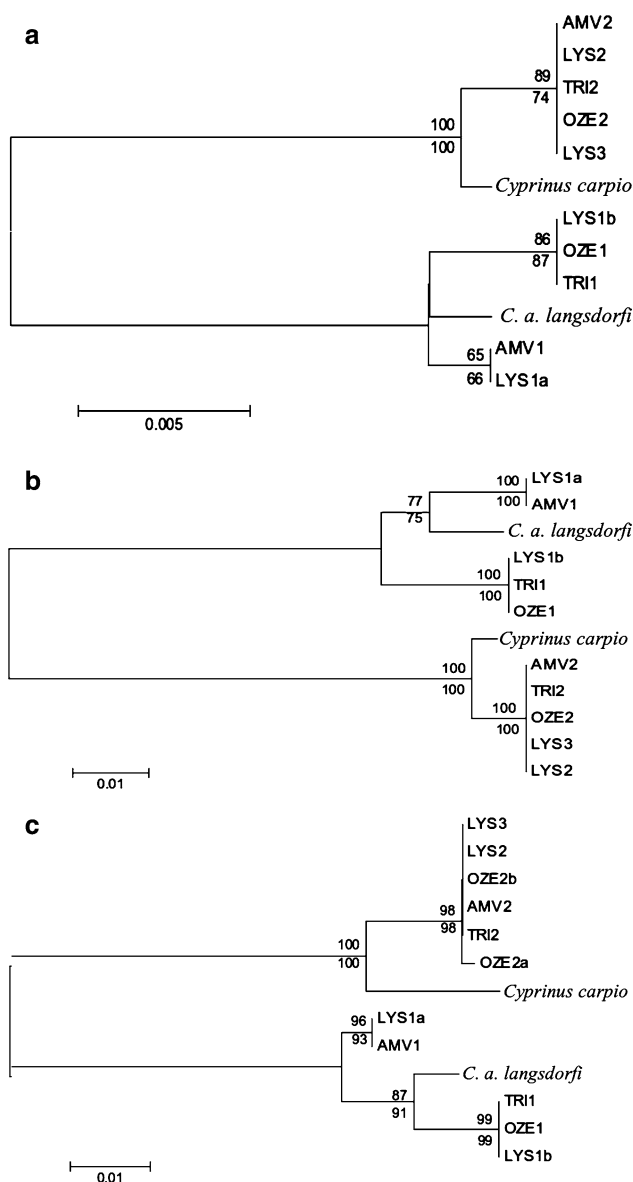 a
AMV2
LYS2
89
TRI2
74
OZE2
100
100
LYS3
Cyprinus carpio
LYS1b
86
OZE1
87
TRI1
C. a. langsdorfi
65
AMV1
66
LYS1a
0.005
b
100
LYS1a
100
AMV1
77
75
C. a. langsdorfi
LYS1b
100
TRI1
100
OZE1
Cyprinus carpio
100
AMV2
100
TRI2
100
OZE2
100
LYS3
LYS2
0.01
c
LYS3
LYS2
OZE2b
98
AMV2
98
TRI2
100
100
OZE2a
Cyprinus carpio
96
LYS1a
93
AMV1
C. a. langsdorfi
87
91
TRI1
99
OZE1
99
LYS1b
0.01